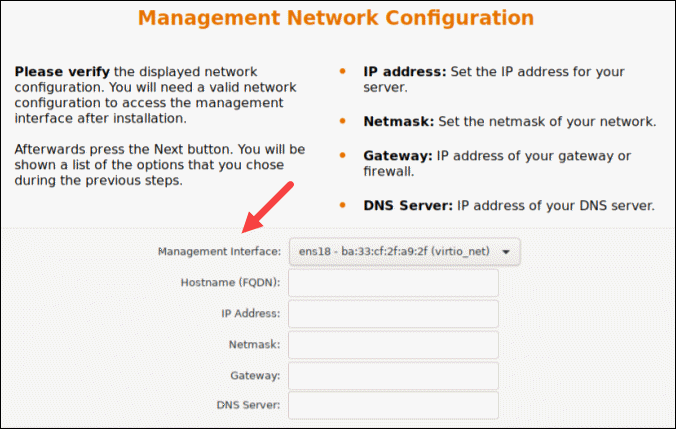 Management Network Configuration
Please verify the displayed network
configuration. You will need a valid network
configuration to access the management
interface after installation.
Afterwards press the Next button. You will be
shown a list of the options that you chose
during the previous steps.
• IP address: Set the IP address for your
server.
• Netmask: Set the netmask of your network.
• Gateway: IP address of your gateway or
firewall.
• DNS Server: IP address of your DNS server.
Management Interface: ens18 - ba:33:cf:2f:a9:2f (virtio_net)
Hostname (FQDN):
IP Address:
Netmask:
Gateway:
DNS Server: